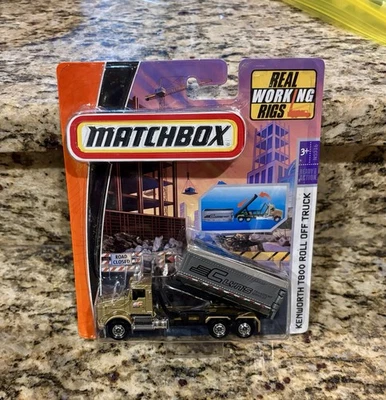 REAL
WORKING
RIGS
MATCHBOX
3+
ROAD
CLOSED
KENWORTH T800 ROLL OFF TRUCK